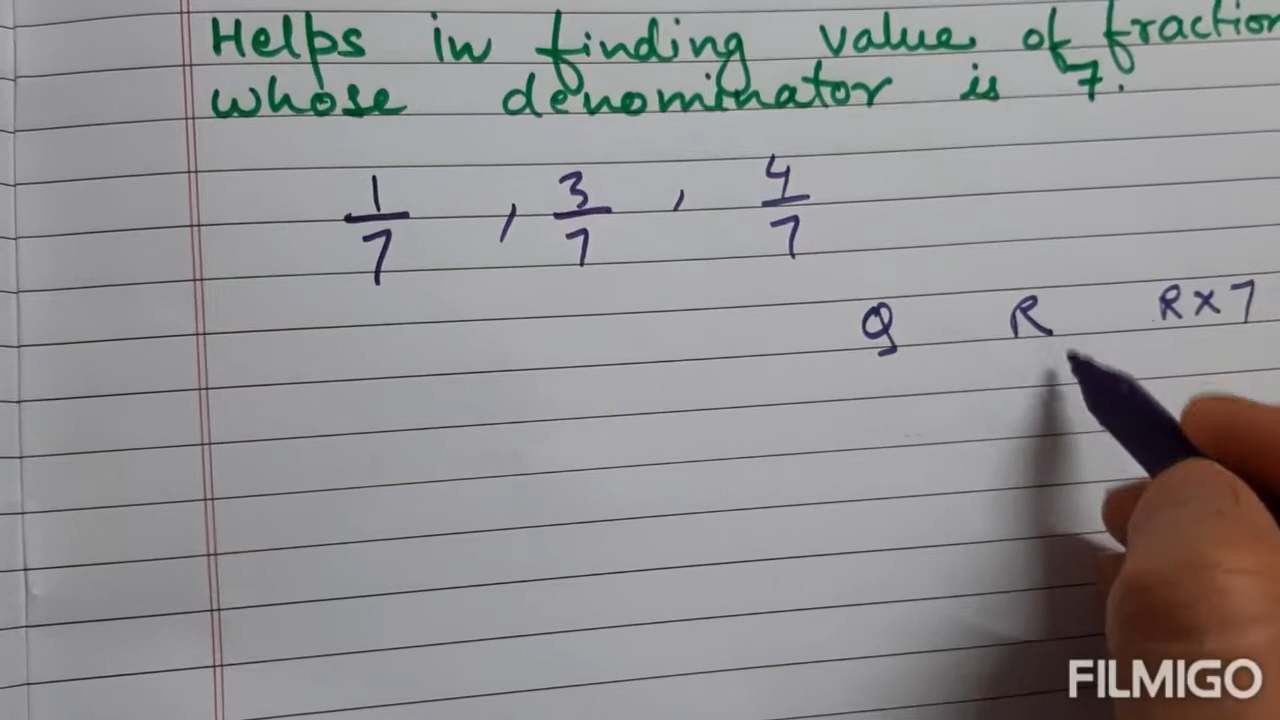 Helps in finding value of fraction
whose denominator is 7.
1/7 , 3/7 , 4/7
Q R R×7
FILMIGO